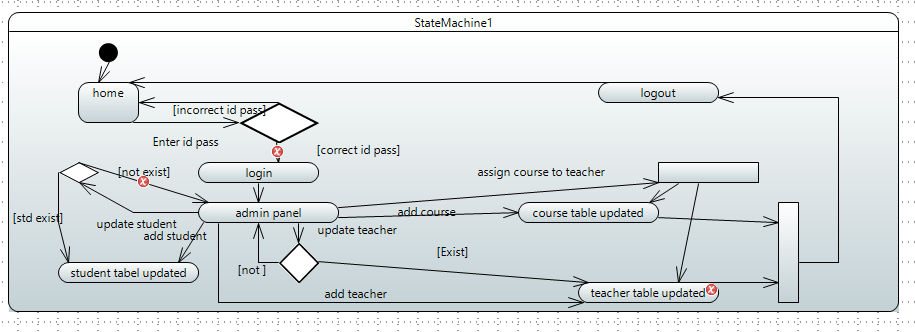 StateMachine1
home
logout
[incorrect id pass]
Enter id pass
[correct id pass]
[not exist]
login
assign course to teacher
[std exist]
admin panel
add course
course table updated
update student
update teacher
add student
[Exist]
student tabel updated
[not ]
add teacher
teacher table updated